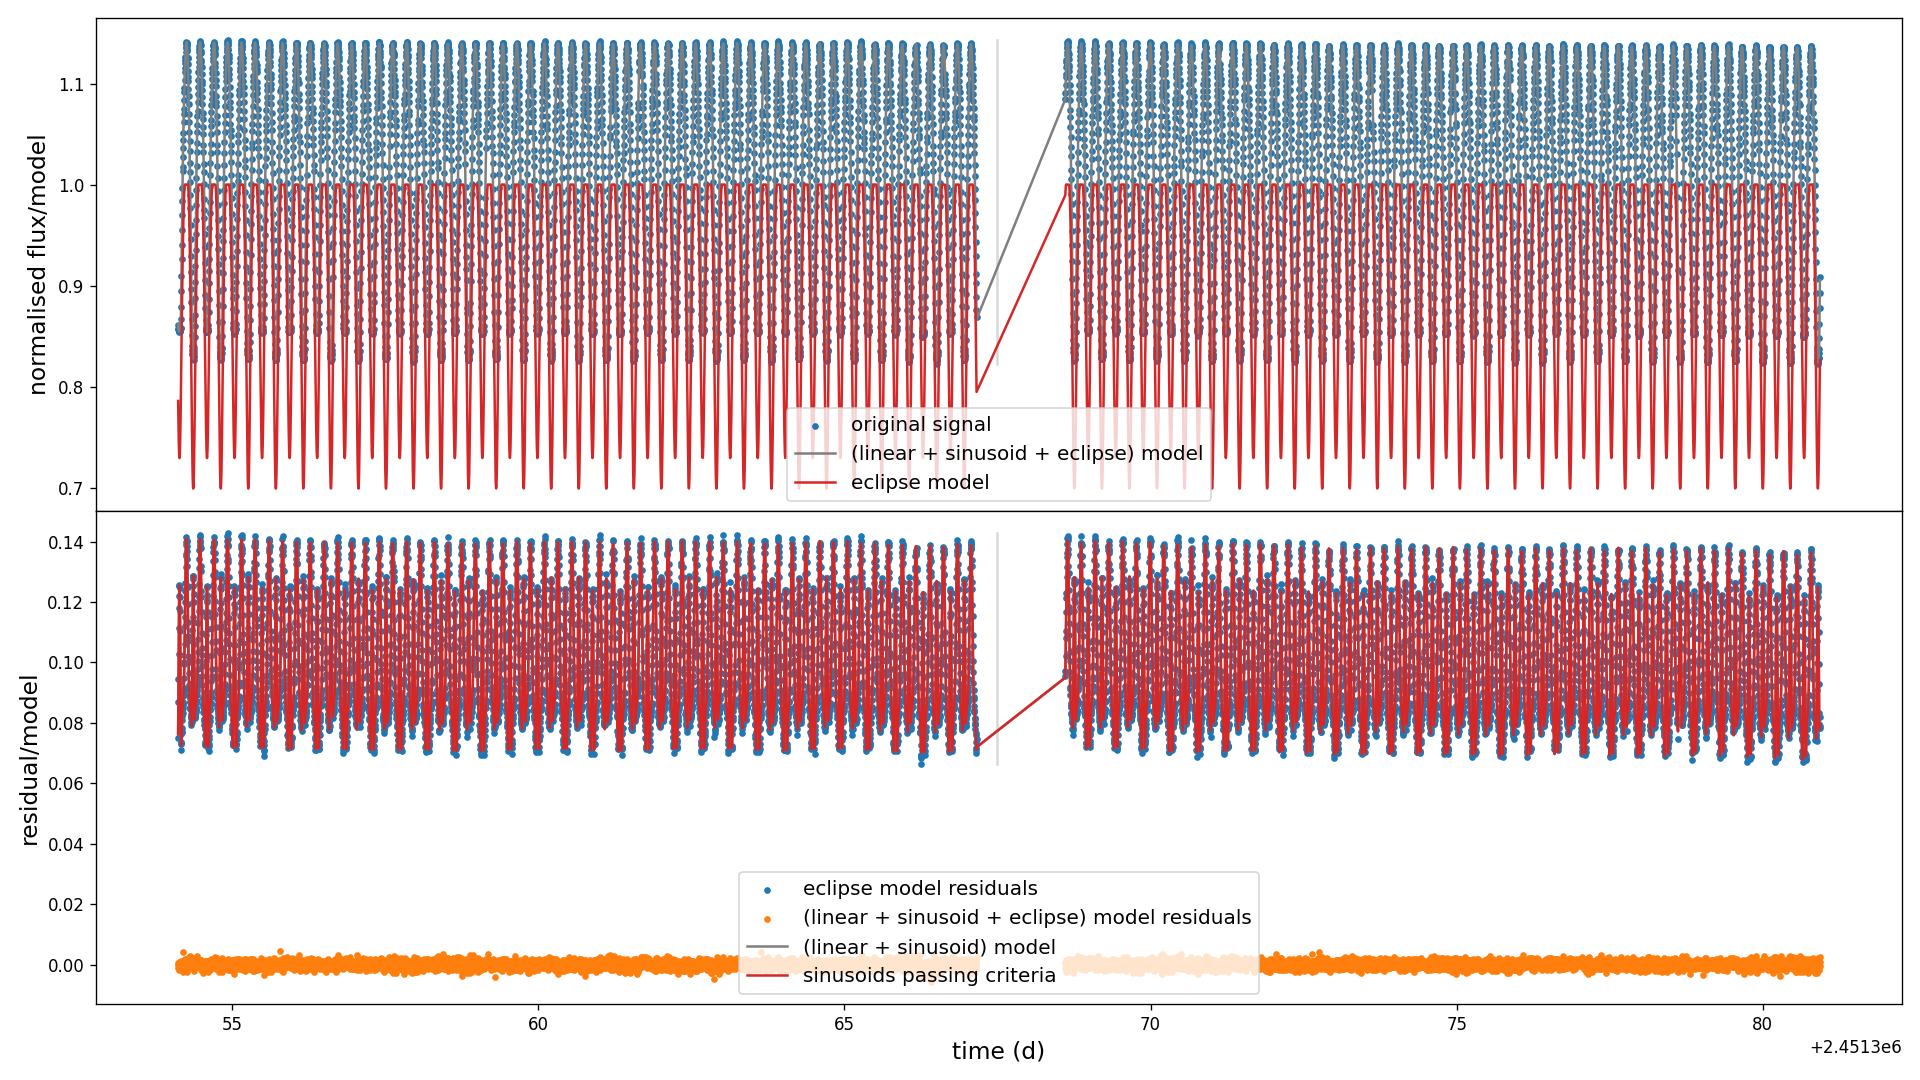 1.1
1.0
0.9
0.8
0.7
normalised flux/model
original signal
(linear + sinusoid + eclipse) model
eclipse model
0.14
0.12
0.10
0.08
0.06
0.04
0.02
0.00
residual/model
eclipse model residuals
(linear + sinusoid + eclipse) model residuals
(linear + sinusoid) model
sinusoids passing criteria
55 60 65 70 75 80
time (d)
+2.4513e6